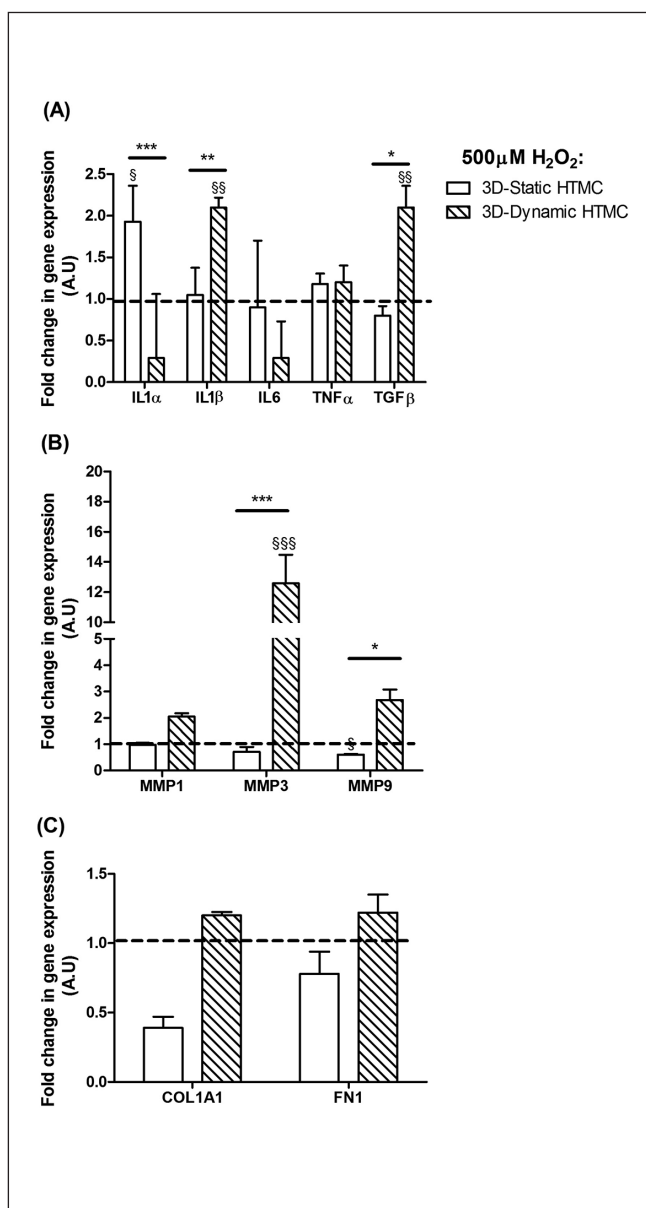 (A)
Fold change in gene expression
(A.U)
2.5
2.0
1.5
1.0
0.5
0.0
***
**
*
§
§§
§§
IL1α
IL1β
IL6
TNF α
TGF β
500μM H₂O₂:
3D-Static HTMC
3D-Dynamic HTMC
(B)
Fold change in gene expression
(A.U)
20
18
16
14
12
10
5
4
3
2
1
0
***
§§§
*
§
MMP1
MMP3
MMP9
(C)
Fold change in gene expression
(A.U)
1.5
1.0
0.5
0.0
COL1A1
FN1